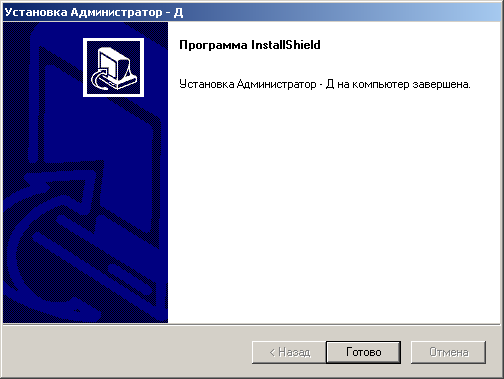 Установка Администратор - Д
Программа InstallShield
Установка Администратор - Д на компьютер завершена.
< Назад
Готово
Отмена